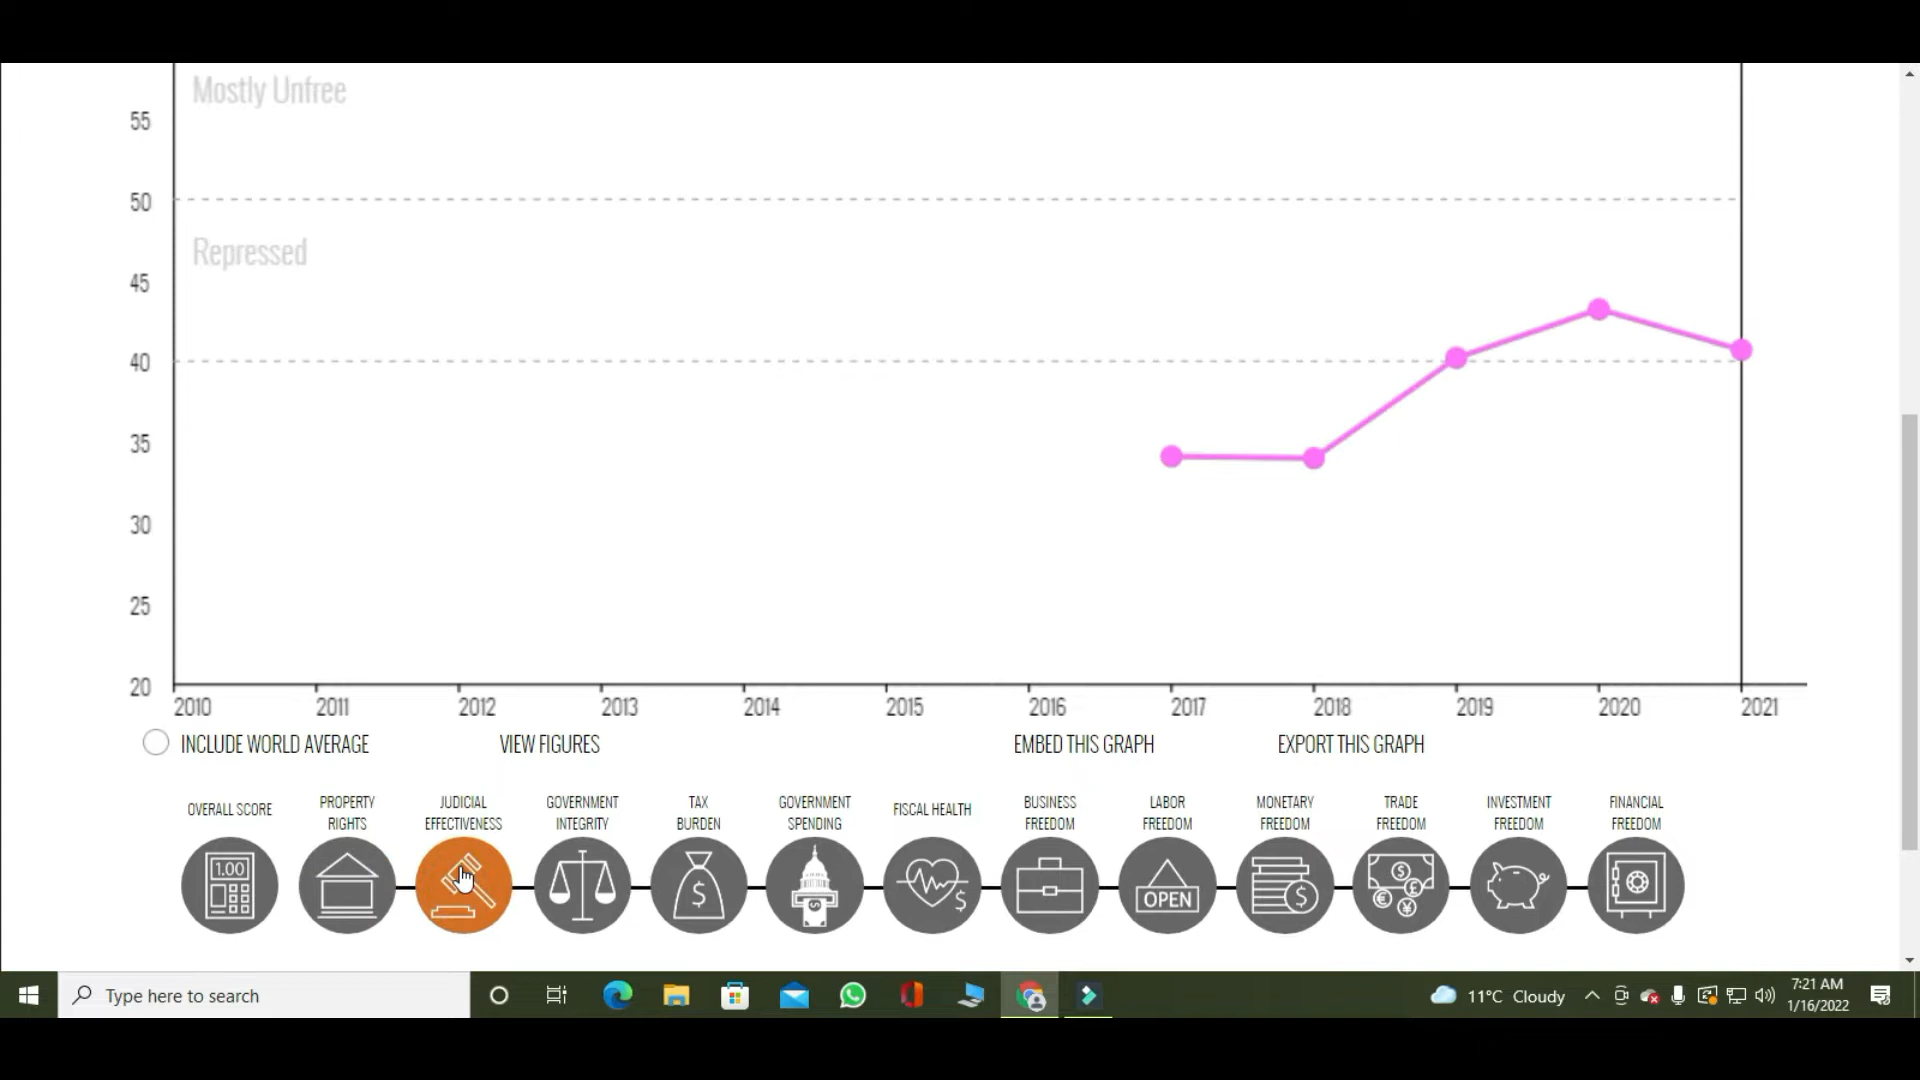 Mostly Unfree
55
50
Repressed
45
40
35
30
25
20
2010 2011 2012 2013 2014 2015 2016 2017 2018 2019 2020 2021
INCLUDE WORLD AVERAGE VIEW FIGURES EMBED THIS GRAPH EXPORT THIS GRAPH
OVERALL SCORE
PROPERTY
RIGHTS
JUDICIAL
EFFECTIVENESS
GOVERNMENT
INTEGRITY
TAX
BURDEN
GOVERNMENT
SPENDING
FISCAL HEALTH
BUSINESS
FREEDOM
LABOR
FREEDOM
MONETARY
FREEDOM
TRADE
FREEDOM
INVESTMENT
FREEDOM
FINANCIAL
FREEDOM
1.00
$
$
$
OPEN
$
$
€
£
¥
Type here to search
11°C Cloudy
7:21 AM
1/16/2022